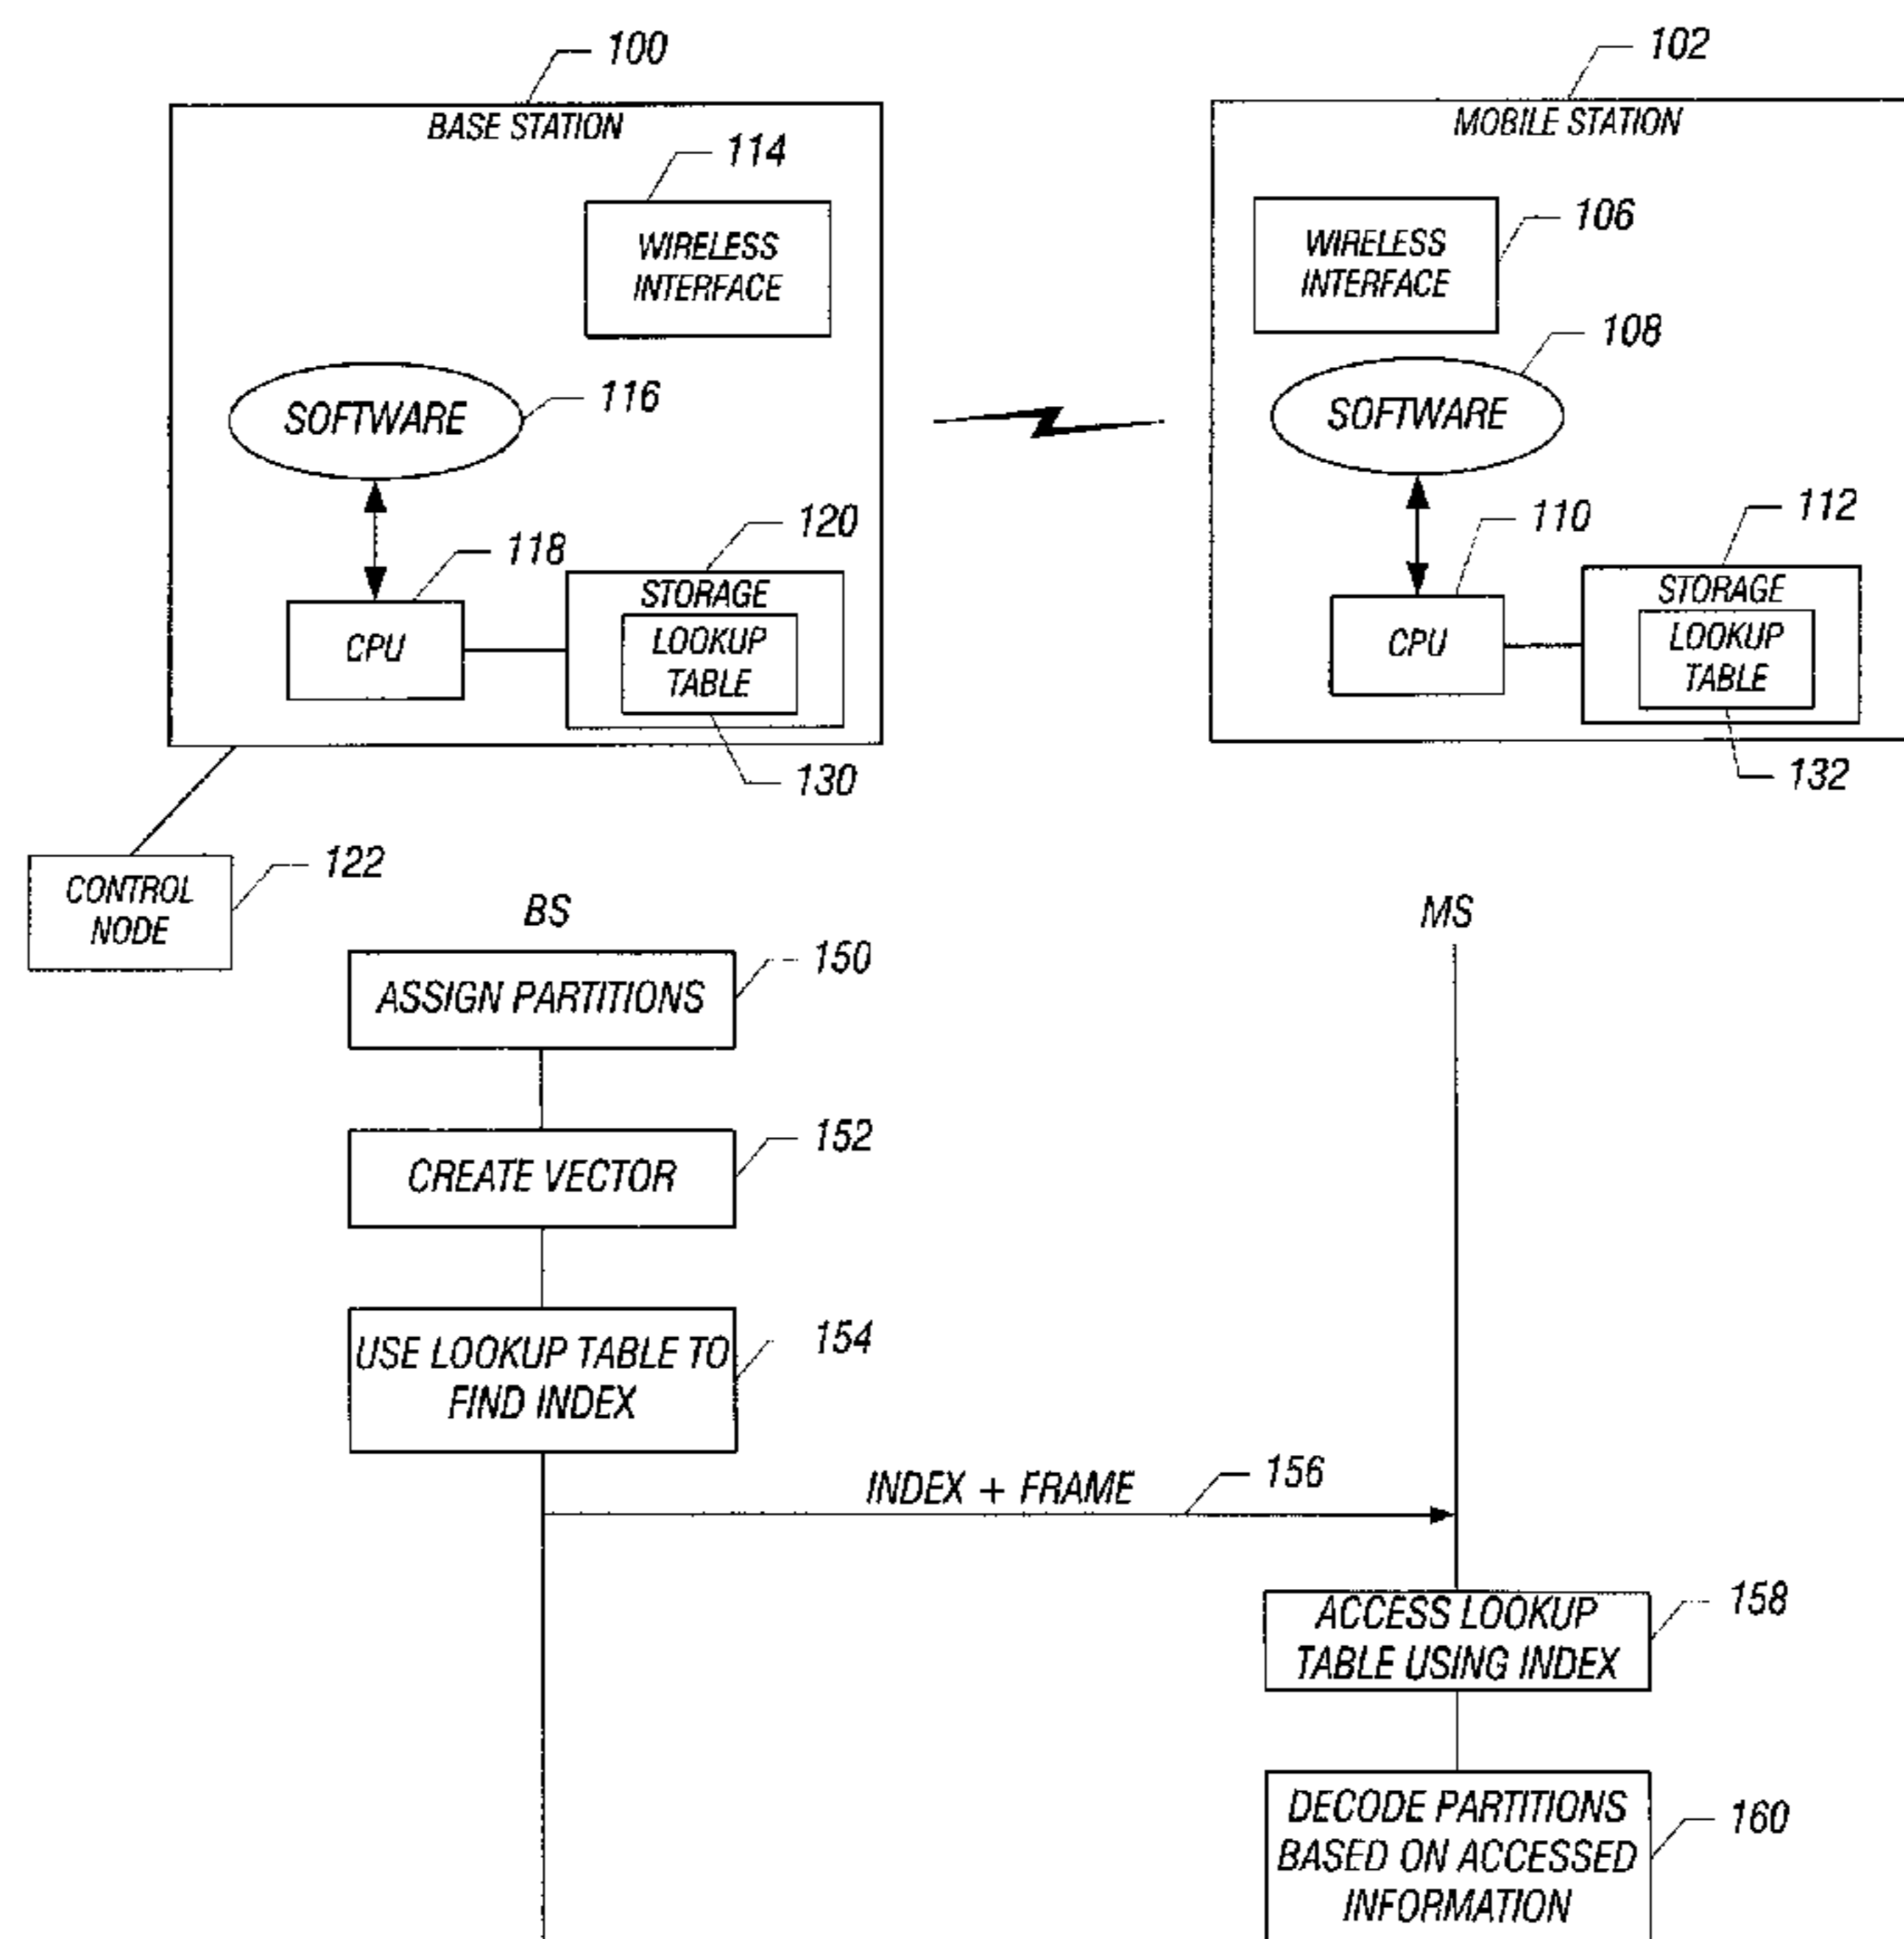 100
102
BASE STATION
MOBILE STATION
114
WIRELESS
INTERFACE
106
WIRELESS
INTERFACE
116
SOFTWARE
108
SOFTWARE
118
CPU
120
STORAGE
LOOKUP
TABLE
130
110
CPU
112
STORAGE
LOOKUP
TABLE
132
122
CONTROL
NODE
BS
MS
150
ASSIGN PARTITIONS
152
CREATE VECTOR
154
USE LOOKUP TABLE TO
FIND INDEX
INDEX + FRAME
156
158
ACCESS LOOKUP
TABLE USING INDEX
160
DECODE PARTITIONS
BASED ON ACCESSED
INFORMATION